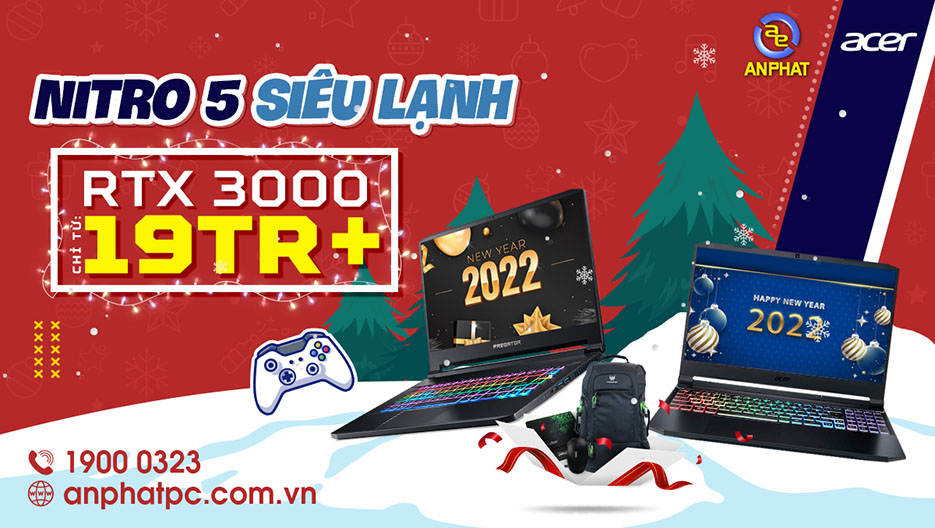 ANPHAT
acer
NITRO 5 SIÊU LẠNH
RTX 3000
CHỈ TỪ:
19TR+
NEW YEAR
2022
PREDATOR
HAPPY NEW YEAR
2022
acer
1900 0323
anphatpc.com.vn